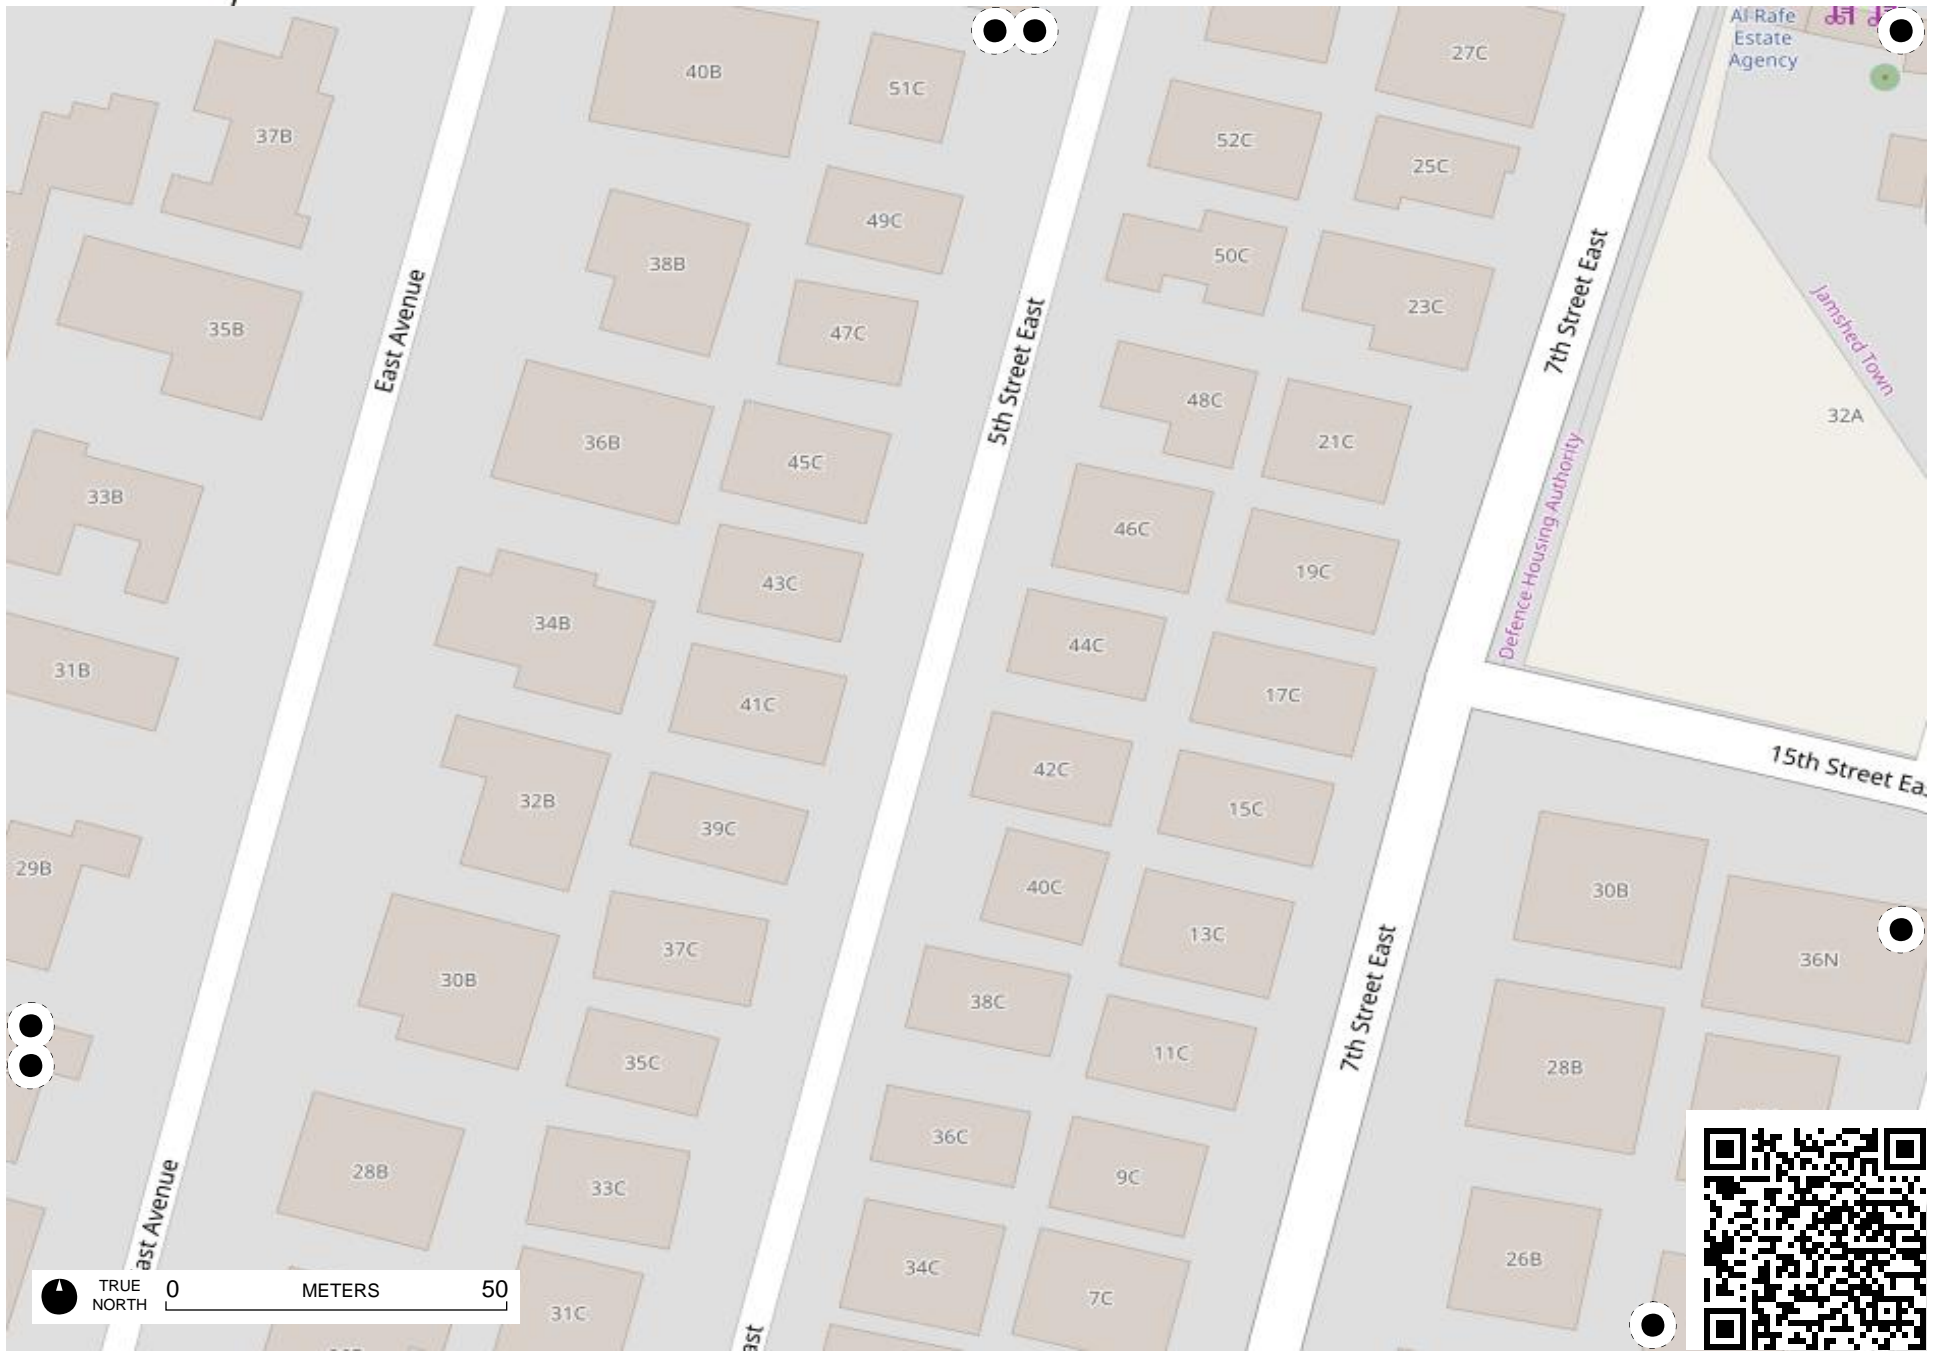 Al Rafe
Estate
Agency
27C
40B
51C
37B
52C
25C
49C
50C
38B
23C
35B
47C
East Avenue
5th Street East
7th Street East
Jamshed Town
48C
32A
36B
21C
45C
33B
46C
Defence Housing Authority
19C
43C
34B
44C
31B
17C
41C
15th Street Eas
42C
32B
15C
39C
29B
40C
30B
13C
37C
36N
30B
38C
7th Street East
11C
35C
28B
36C
28B
9C
33C
East Avenue
26B
34C
7C
31C
ast
TRUE
NORTH
0
METERS
50